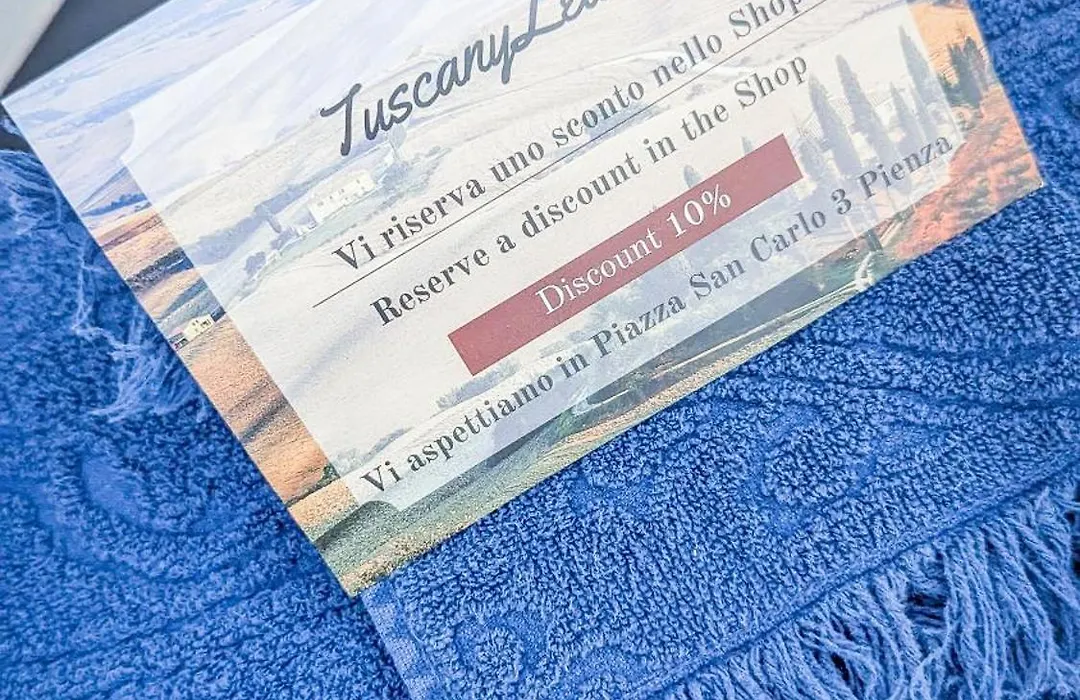 Tuscany
Vi riserva uno sconto nello Shop
Reserve a discount in the Shop
Discount 10%
Vi aspettiamo in Piazza San Carlo 3 Pienza